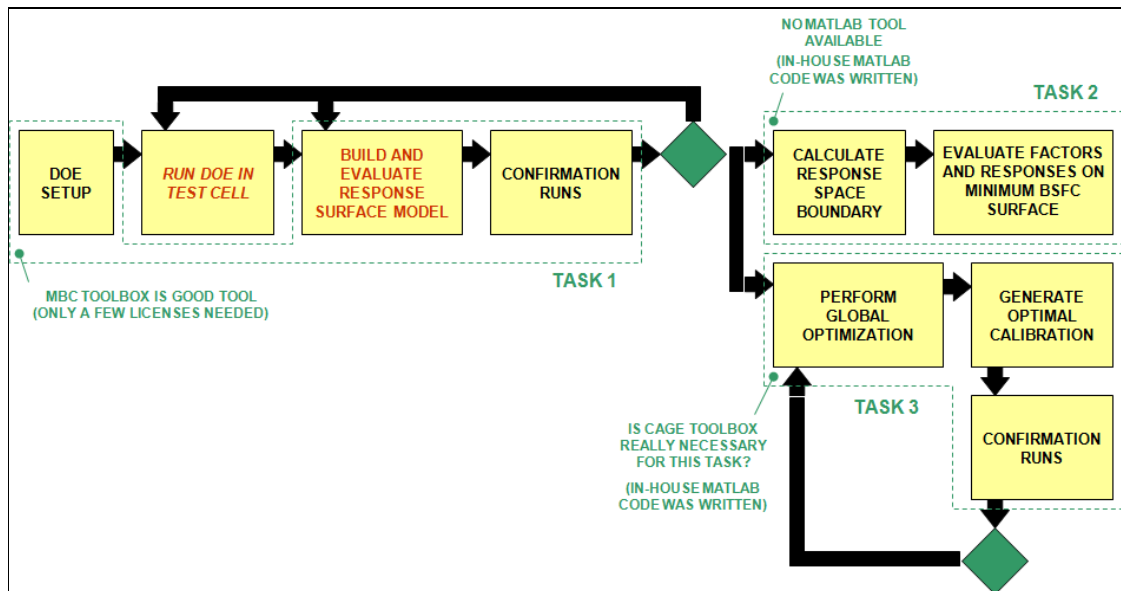 NO MATLAB TOOL
AVAILABLE
(IN-HOUSE MATLAB
CODE WAS WRITTEN)
TASK 2
DOE
SETUP
RUN DOE IN
TEST CELL
BUILD AND
EVALUATE
RESPONSE
SURFACE MODEL
CONFIRMATION
RUNS
CALCULATE
RESPONSE
SPACE
BOUNDARY
EVALUATE FACTORS
AND RESPONSES ON
MINIMUM BSFC
SURFACE
TASK 1
MBC TOOLBOX IS GOOD TOOL
(ONLY A FEW LICENSES NEEDED)
PERFORM
GLOBAL
OPTIMIZATION
GENERATE
OPTIMAL
CALIBRATION
TASK 3
IS CAGE TOOLBOX
REALLY NECESSARY
FOR THIS TASK?
(IN-HOUSE MATLAB
CODE WAS WRITTEN)
CONFIRMATION
RUNS